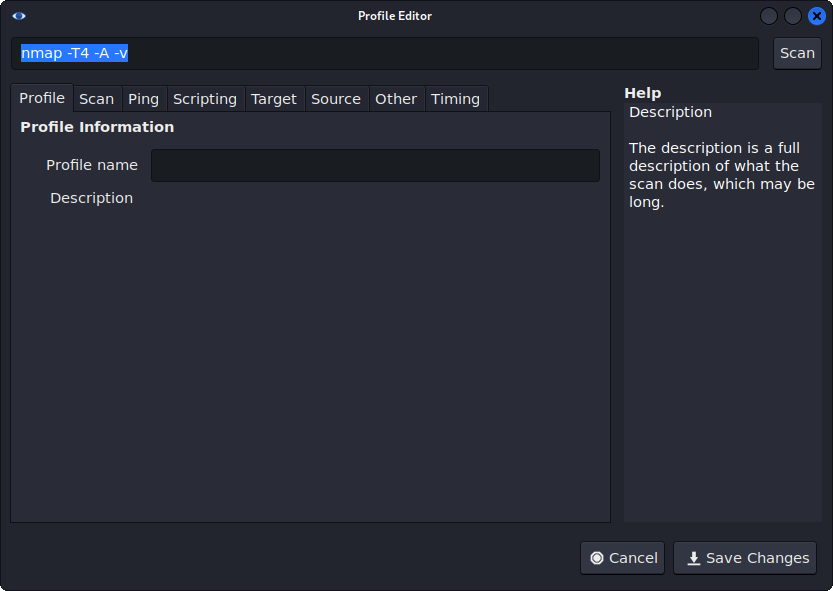 Profile Editor
nmap -T4 -A -v
Scan
Profile Scan Ping Scripting Target Source Other Timing
Profile Information
Profile name
Description
Help
Description
The description is a full
description of what the
scan does, which may be
long.
Cancel
Save Changes